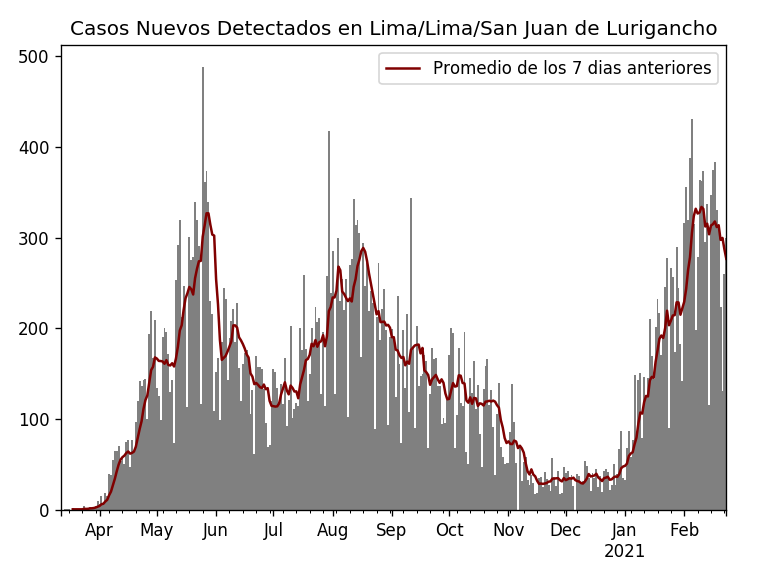 Casos Nuevos Detectados en Lima/Lima/San Juan de Lurigancho
Promedio de los 7 dias anteriores
500
400
300
200
100
0
Apr May Jun Jul Aug Sep Oct Nov Dec Jan Feb
2021